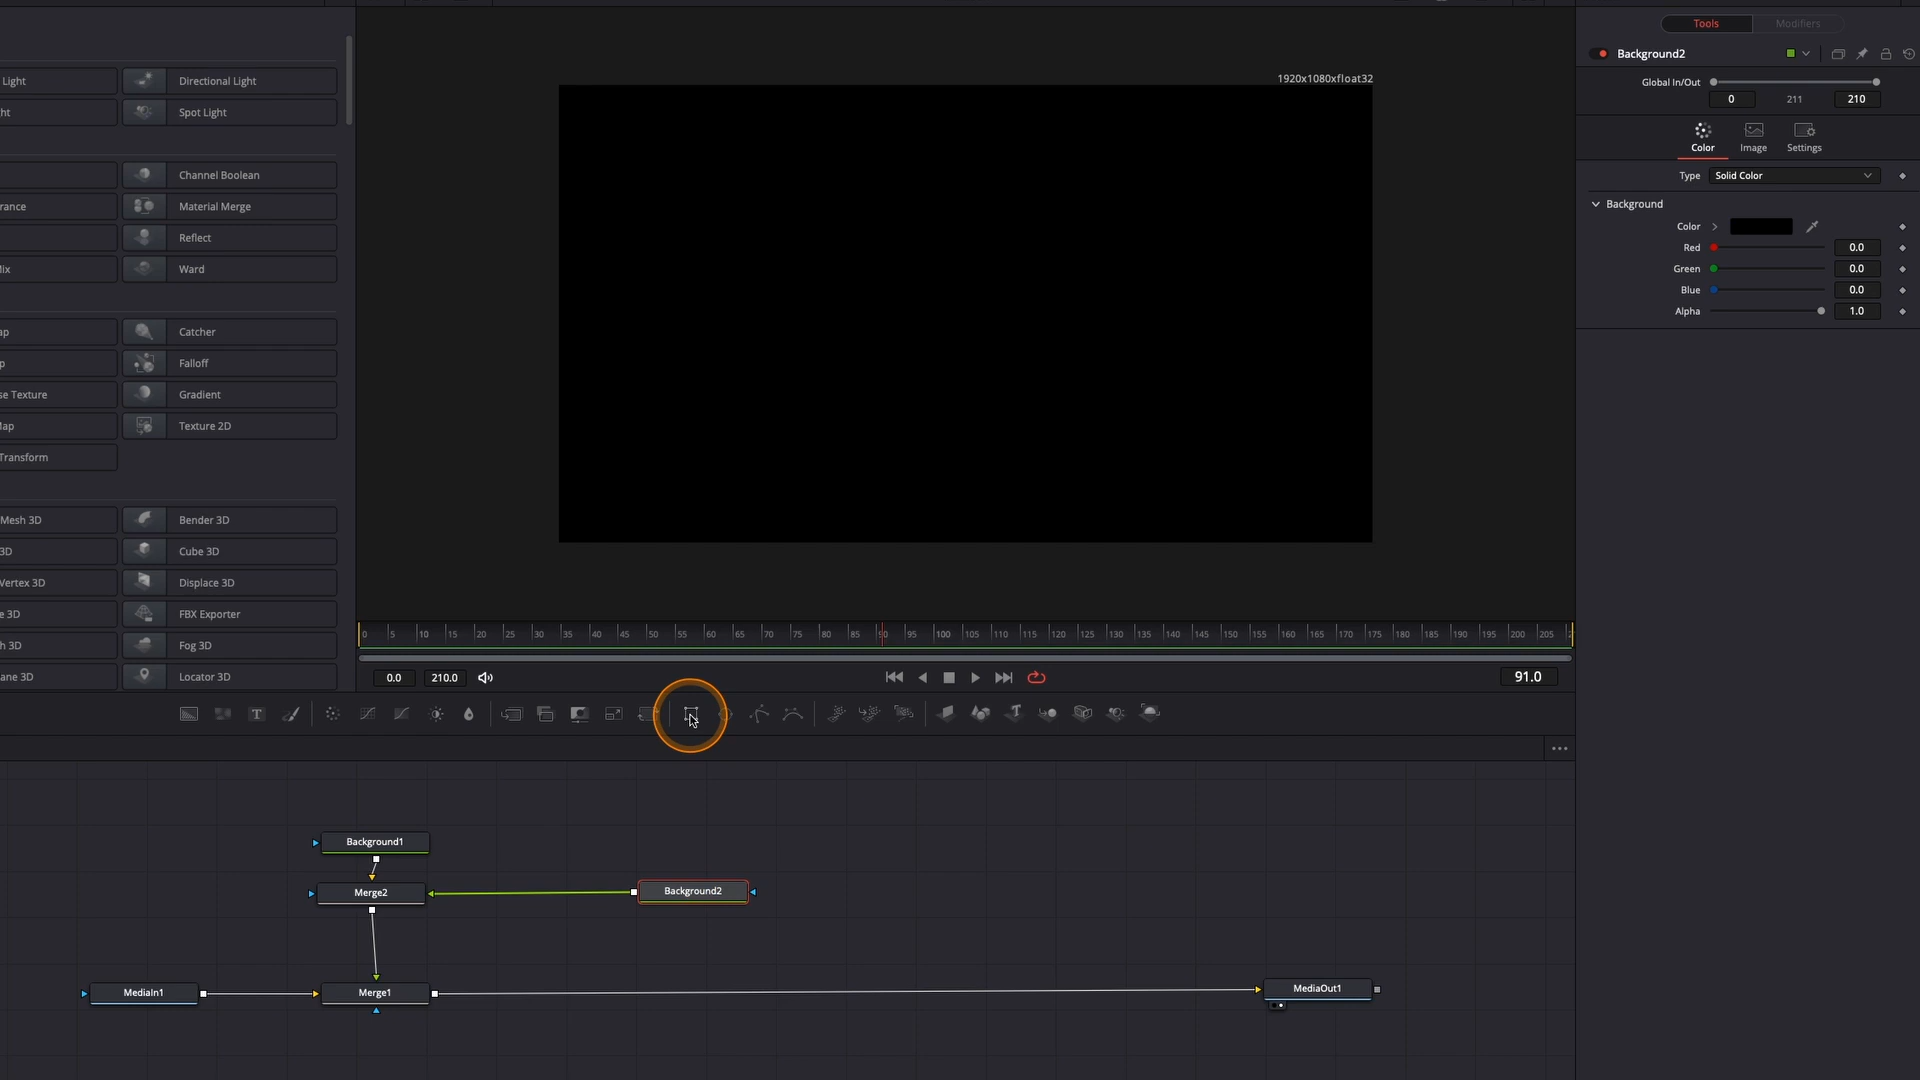 Tools
Modifiers
Background2
1920x1080xfloat32
Light
Directional Light
Global In/Out
0
211
210
ht
Spot Light
Color
Image
Settings
Channel Boolean
Type
Solid Color
rance
Material Merge
Background
Color
Reflect
Red
0.0
ix
Ward
Green
0.0
Blue
0.0
Alpha
1.0
ap
Catcher
p
Falloff
se Texture
Gradient
ap
Texture 2D
Transform
Mesh 3D
Bender 3D
3D
Cube 3D
Vertex 3D
Displace 3D
e 3D
FBX Exporter
0 5 10 15 20 25 30 35 40 45 50 55 60 65 70 75 80 85 90 95 100 105 110 115 120 125 130 135 140 145 150 155 160 165 170 175 180 185 190 195 200 205
h 3D
Fog 3D
ane 3D
Locator 3D
0.0
210.0
91.0
T
Background1
Merge2
Background2
MediaIn1
Merge1
MediaOut1